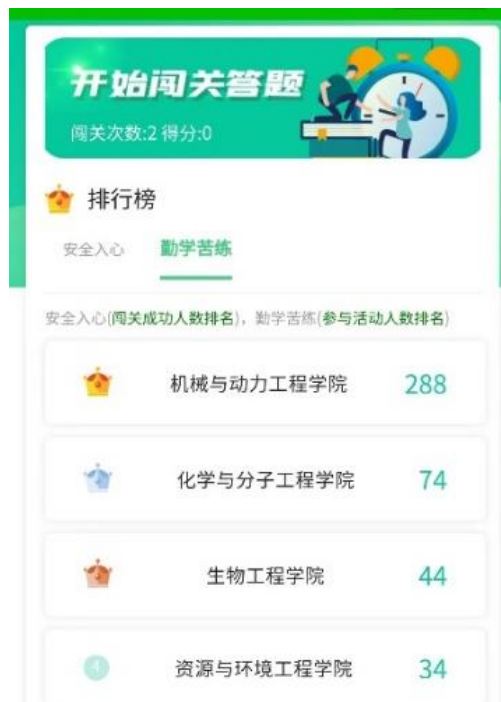 开始闯关答题
闯关次数:2 得分:0
排行榜
安全入心 勤学苦练
安全入心(闯关成功人数排名)，勤学苦练(参与活动人数排名)
机械与动力工程学院 288
化学与分子工程学院 74
生物工程学院 44
4 资源与环境工程学院 34